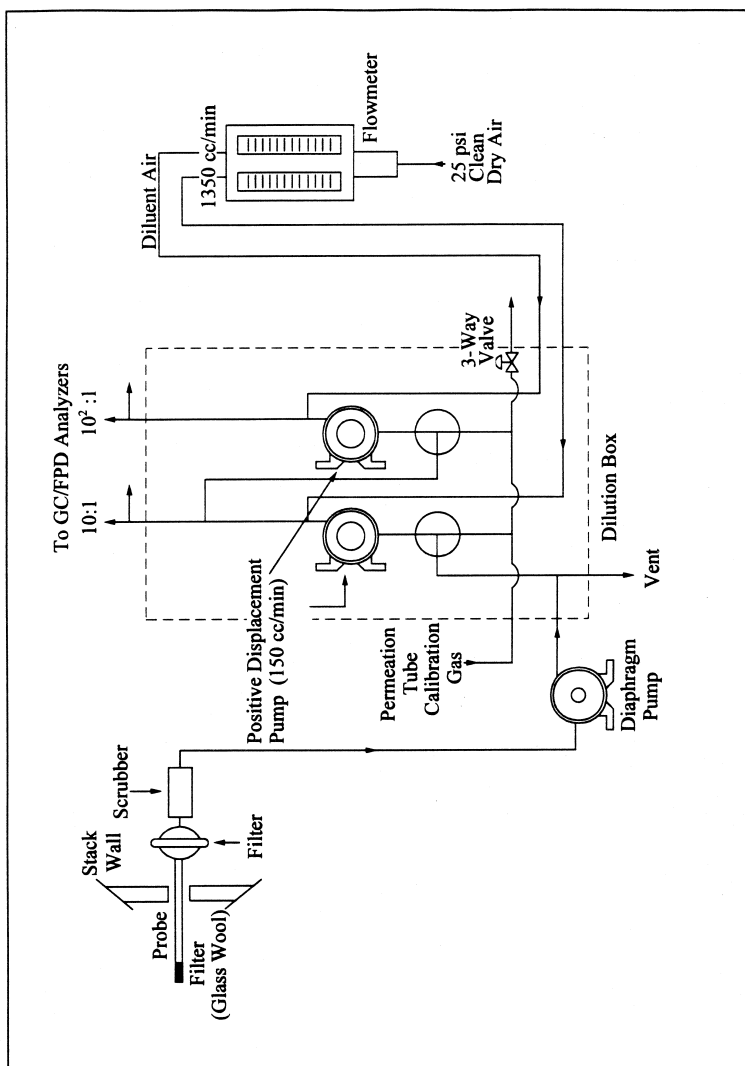 To GC/FPD Analyzers
10:1
10² :1
Diluent Air
1350 cc/min
Flowmeter
25 psi
Clean
Dry Air
3-Way
Valve
Dilution Box
Positive Displacement
Pump (150 cc/min)
Permeation
Tube
Calibration
Gas
Vent
Diaphragm
Pump
Scrubber
Stack
Wall
Filter
Probe
Filter
(Glass Wool)